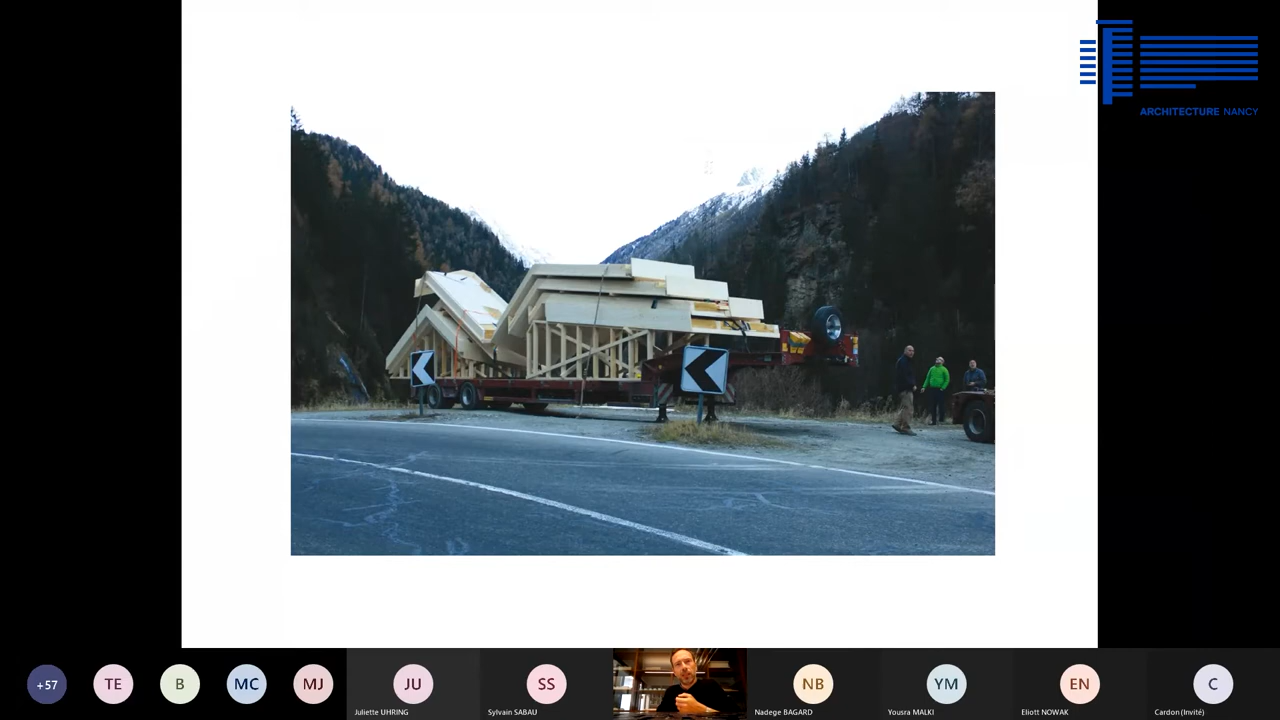 ARCHITECTURE NANCY
+57
TE
B
MC
MJ
JU
SS
NB
YM
EN
C
Juliette UHRING
Sylvain SABAU
Nadege BAGARD
Yousra MALKI
Eliott NOWAK
Cardon (Invité)